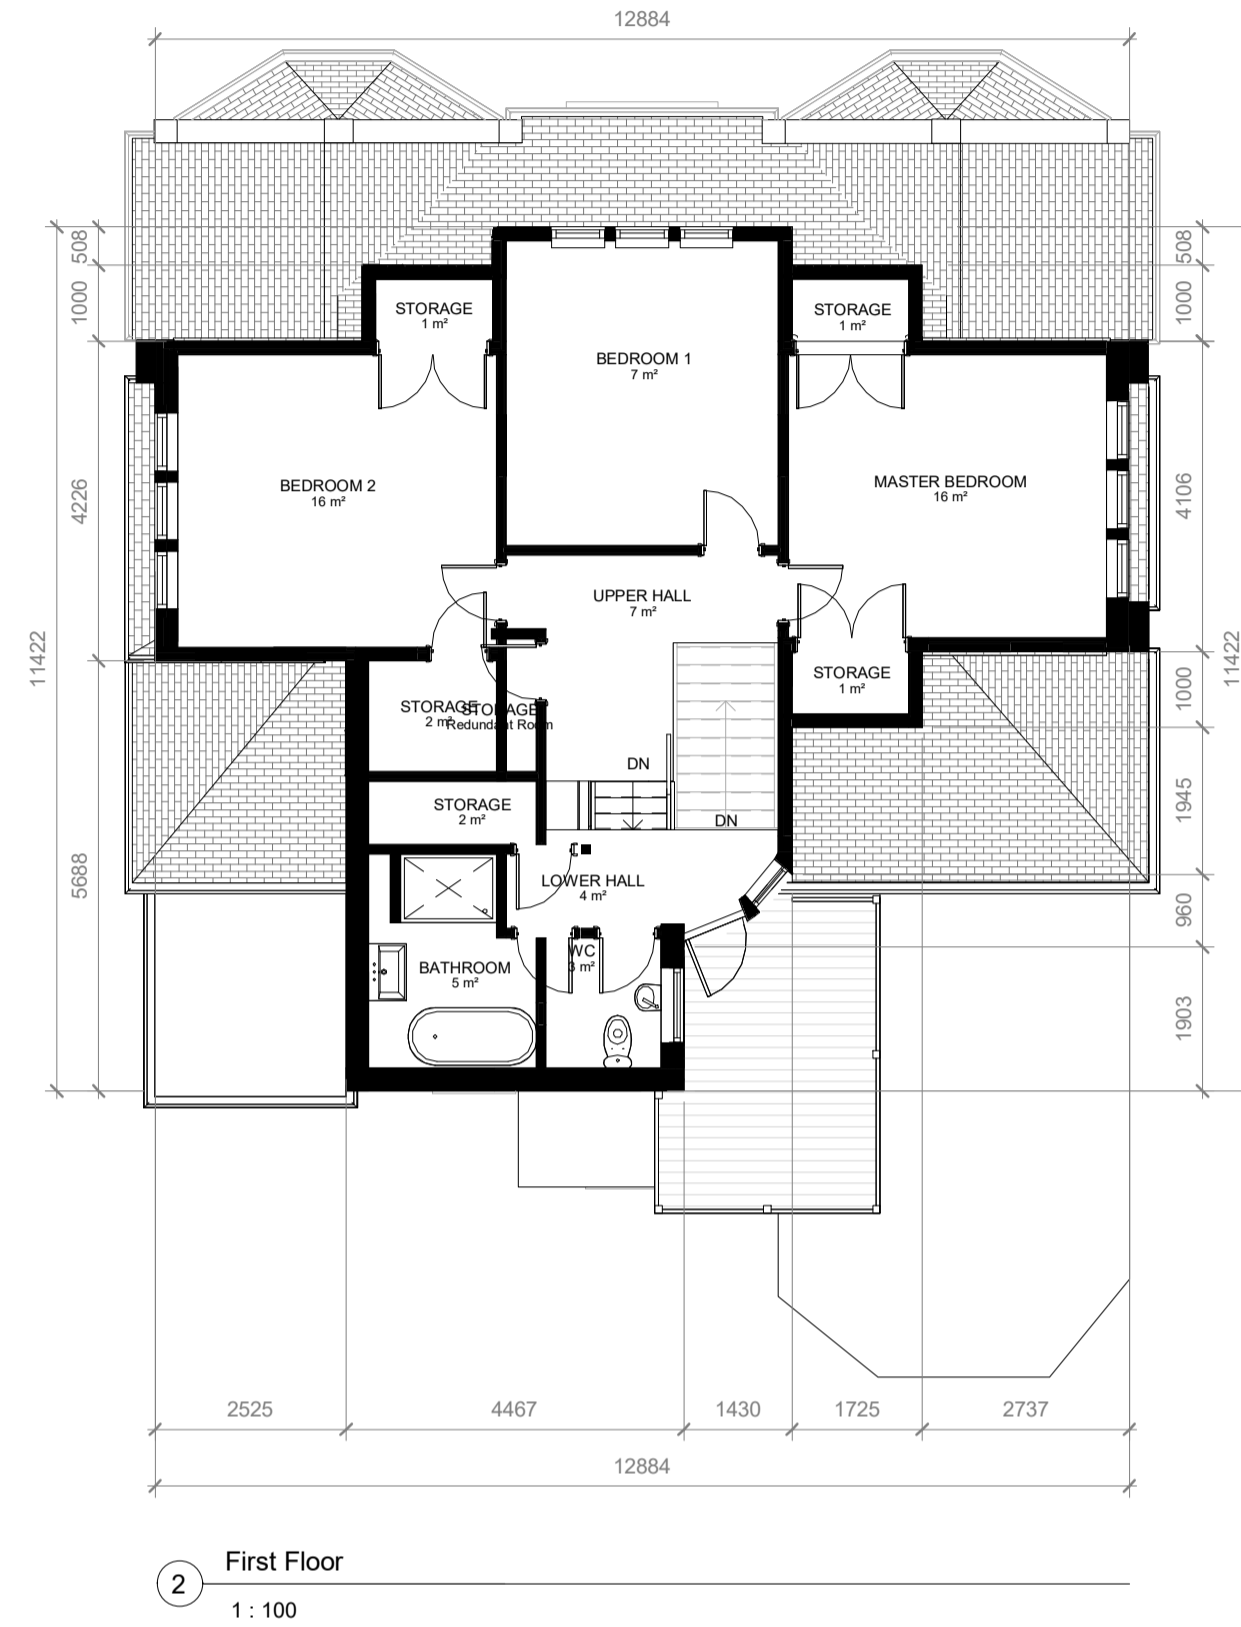 12884
508
508
1000
1000
STORAGE
1 m²
STORAGE
1 m²
BEDROOM 1
7 m²
BEDROOM 2
16 m²
MASTER BEDROOM
16 m²
4226
4106
UPPER HALL
7 m²
11422
11422
STORAGE
1 m²
1000
STORAGE
2 m²
STORAGE
Redundant Room
DN
STORAGE
2 m²
DN
1945
5688
LOWER HALL
4 m²
960
WC
3 m²
BATHROOM
5 m²
1903
2525
4467
1430
1725
2737
12884
2
First Floor
1 : 100